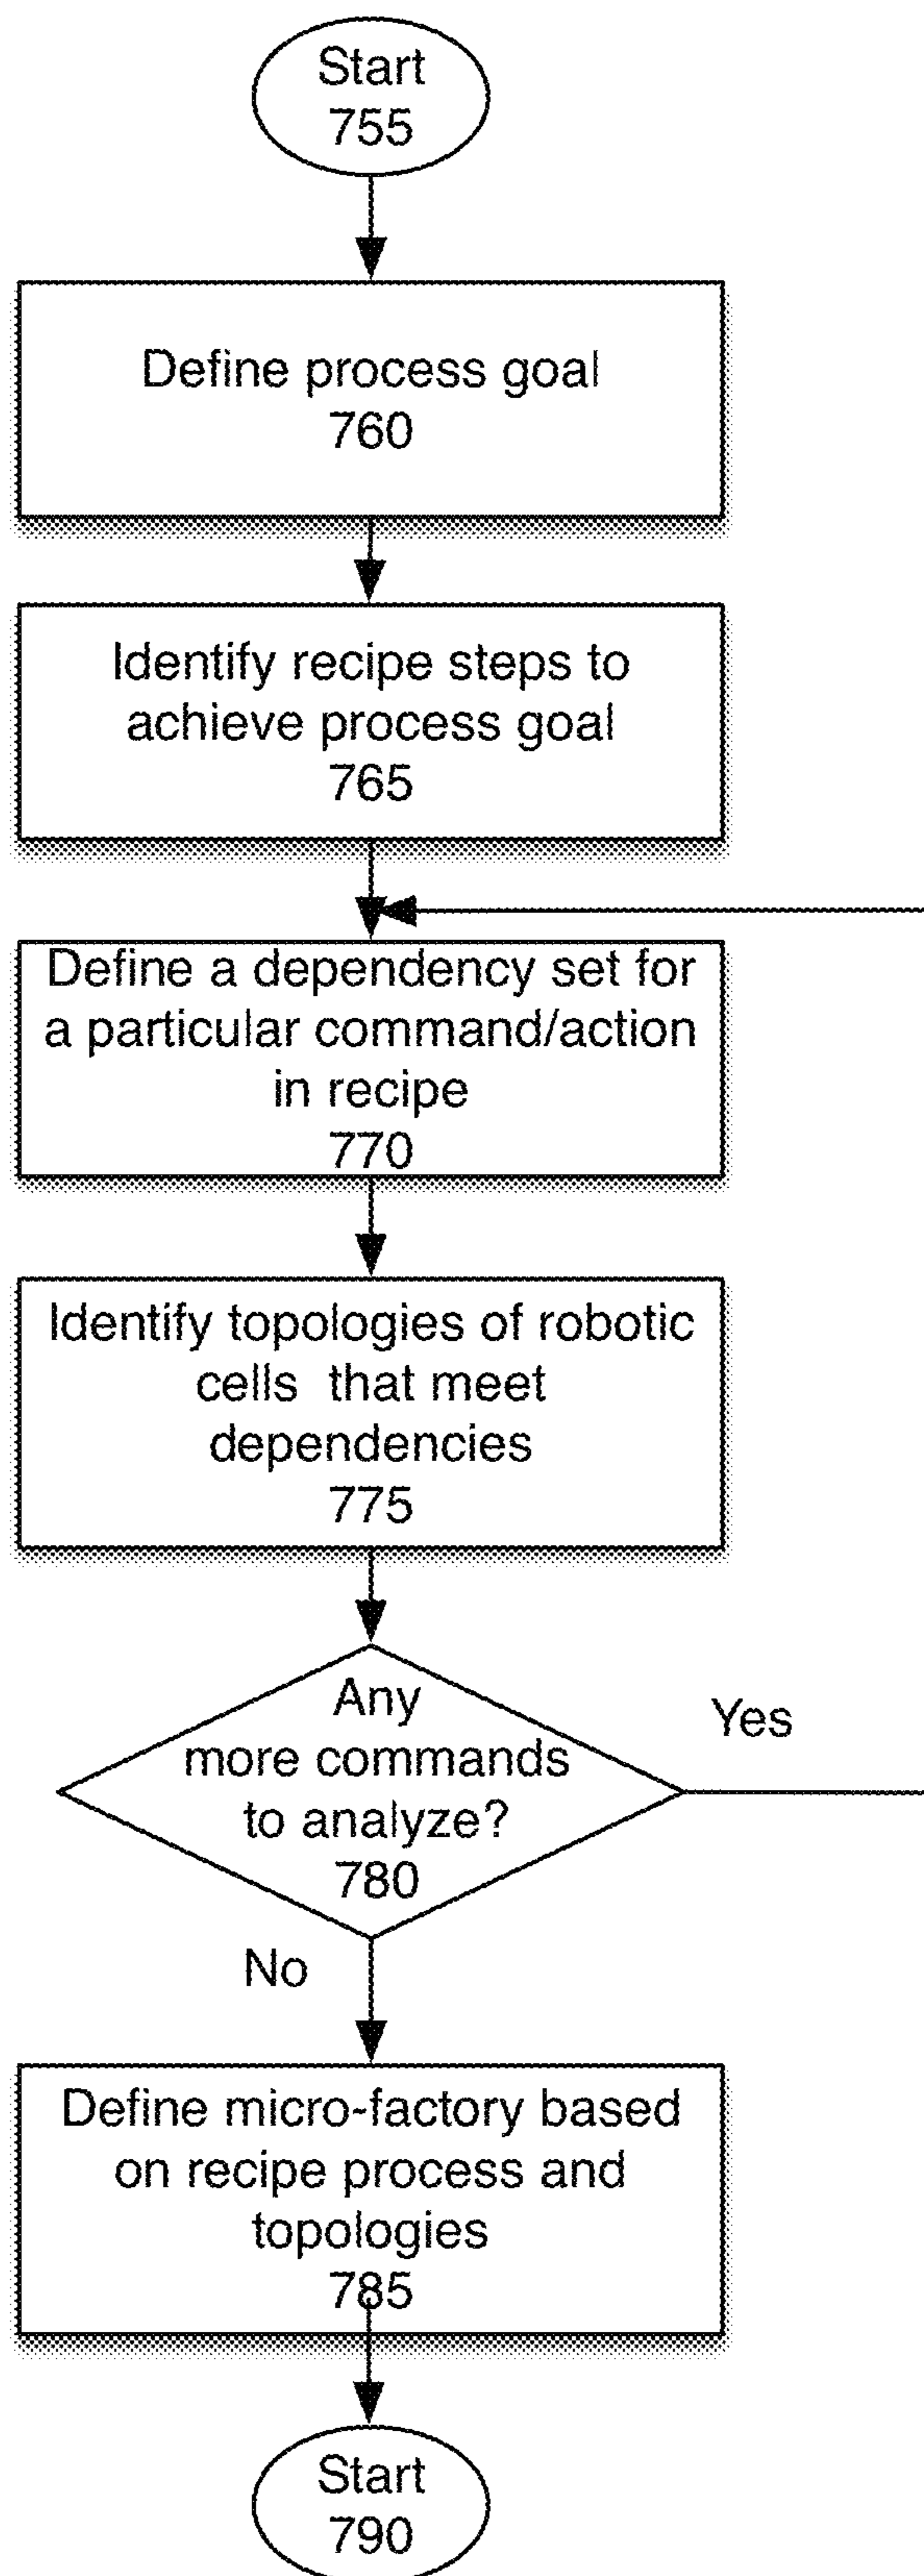 Start
755
Define process goal
760
Identify recipe steps to
achieve process goal
765
Define a dependency set for
a particular command/action
in recipe
770
Identify topologies of robotic
cells that meet
dependencies
775
Any
more commands
to analyze?
780
Yes
No
Define micro-factory based
on recipe process and
topologies
785
Start
790